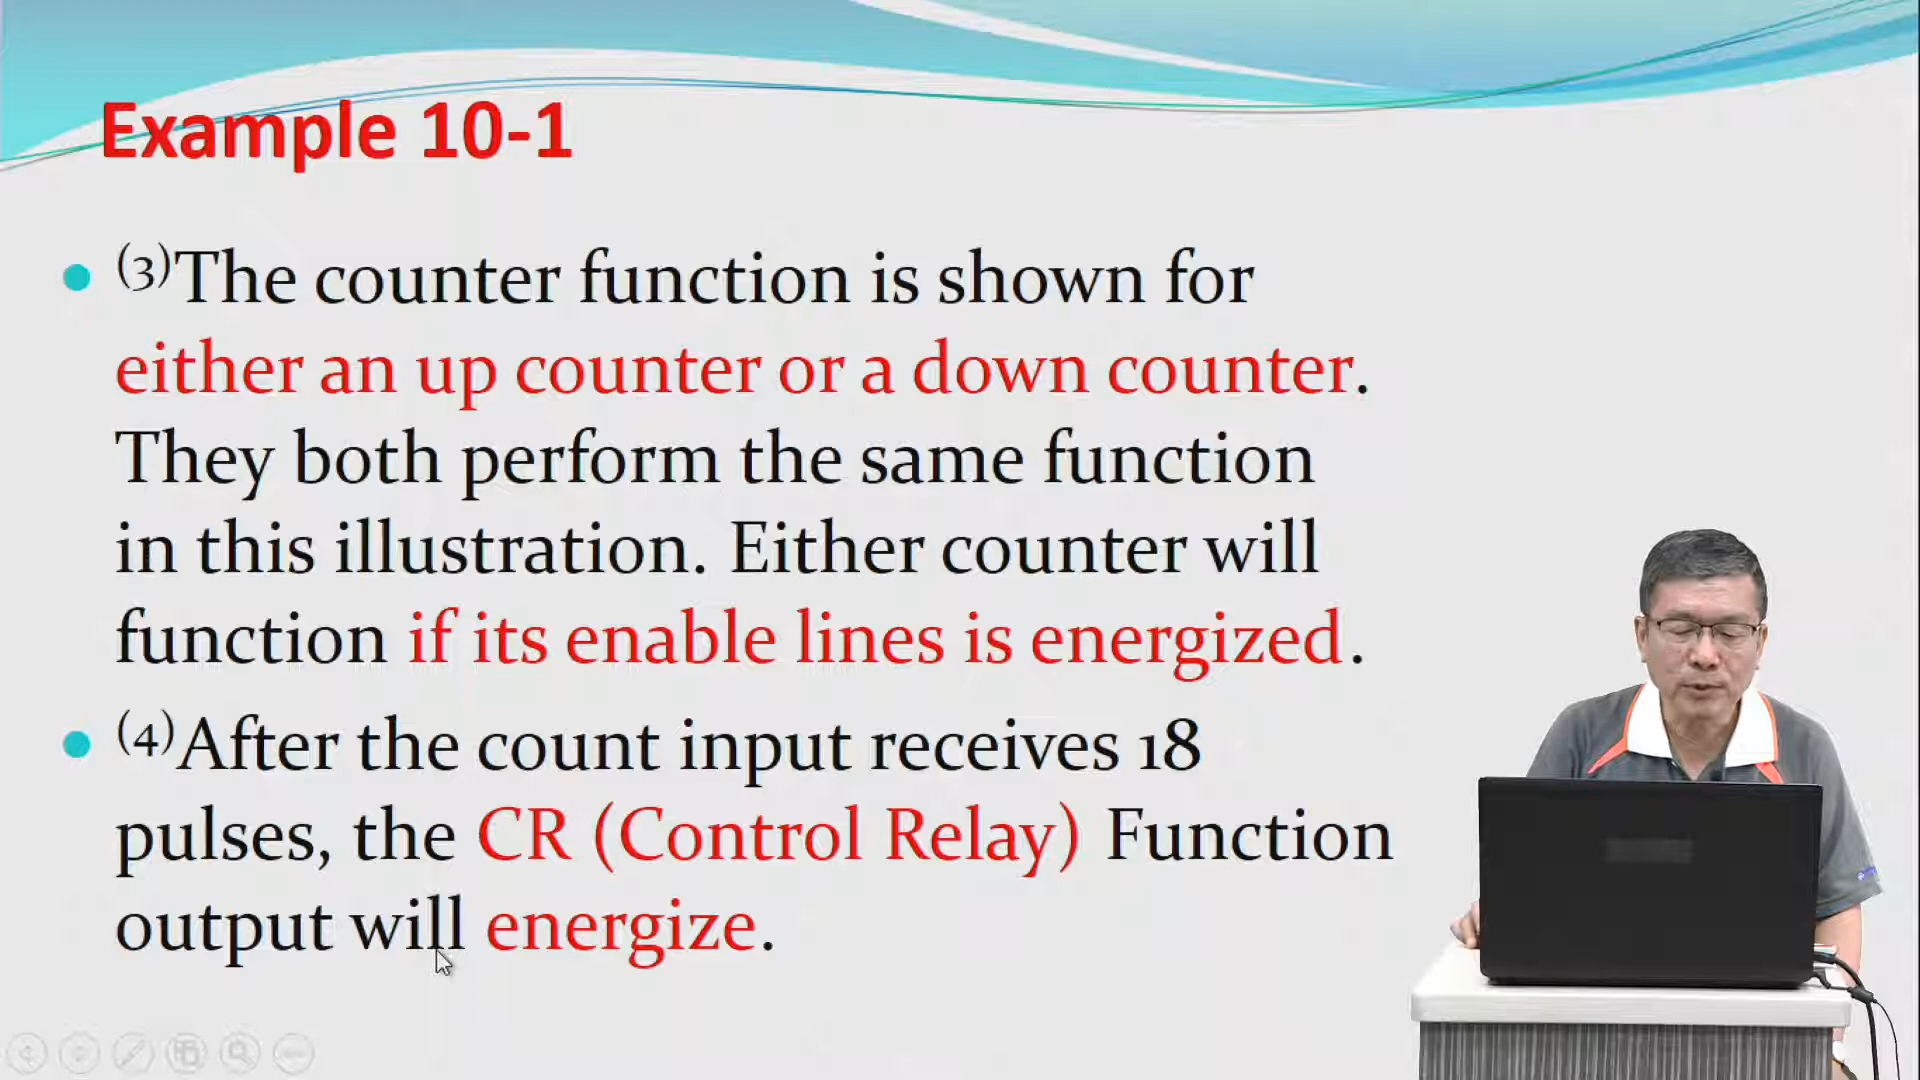 Example 10-1
(3)The counter function is shown for
either an up counter or a down counter.
They both perform the same function
in this illustration. Either counter will
function if its enable lines is energized.
(4)After the count input receives 18
pulses, the CR (Control Relay) Function
output will energize.